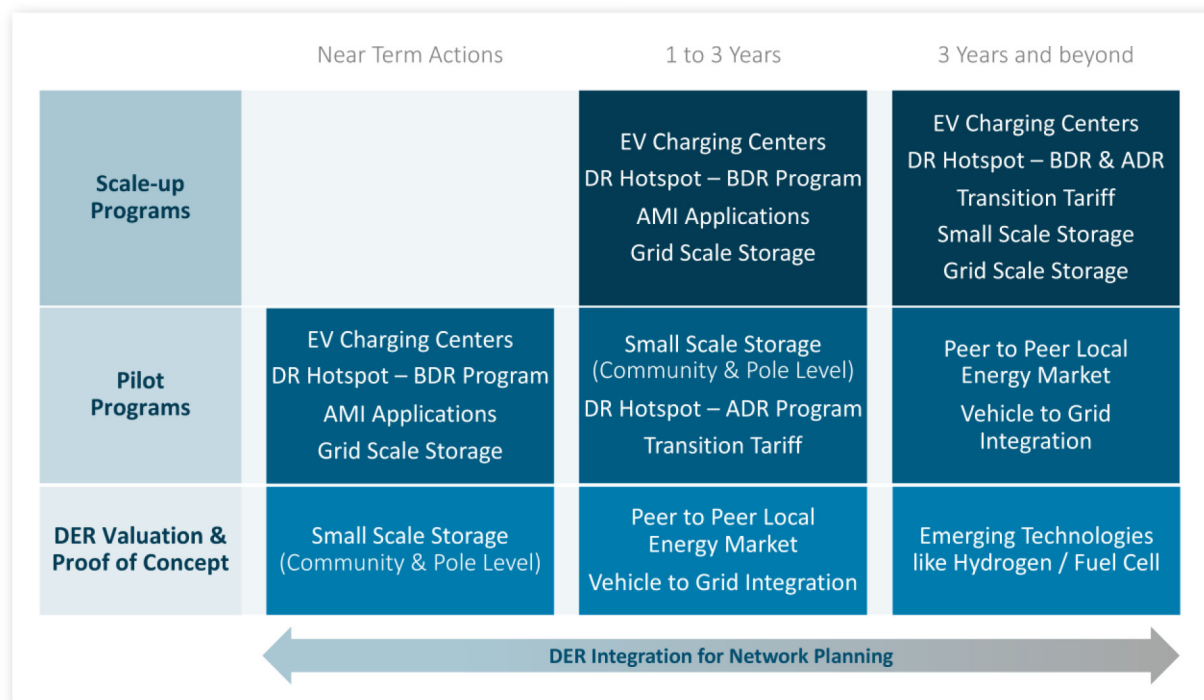 Near Term Actions
1 to 3 Years
3 Years and beyond
Scale-up
Programs
EV Charging Centers
DR Hotspot – BDR Program
AMI Applications
Grid Scale Storage
EV Charging Centers
DR Hotspot – BDR & ADR
Transition Tariff
Small Scale Storage
Grid Scale Storage
Pilot
Programs
EV Charging Centers
DR Hotspot – BDR Program
AMI Applications
Grid Scale Storage
Small Scale Storage
(Community & Pole Level)
DR Hotspot – ADR Program
Transition Tariff
Peer to Peer Local
Energy Market
Vehicle to Grid
Integration
DER Valuation &
Proof of Concept
Small Scale Storage
(Community & Pole Level)
Peer to Peer Local
Energy Market
Vehicle to Grid Integration
Emerging Technologies
like Hydrogen / Fuel Cell
DER Integration for Network Planning